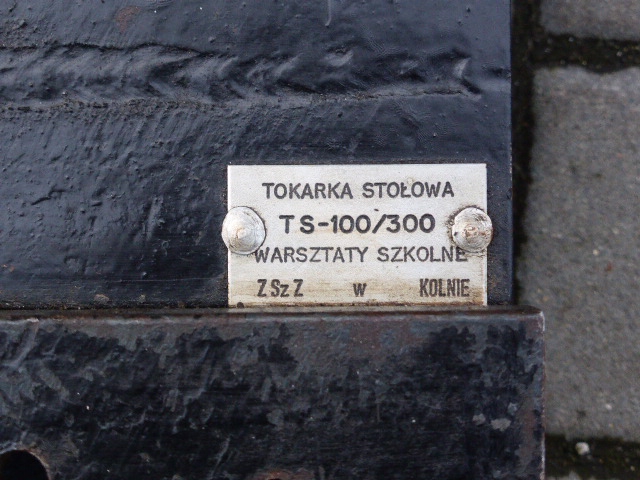 TOKARKA STOŁOWA
TS-100/300
WARSZTATY SZKOLNE
ZSzZ w KOLNIE